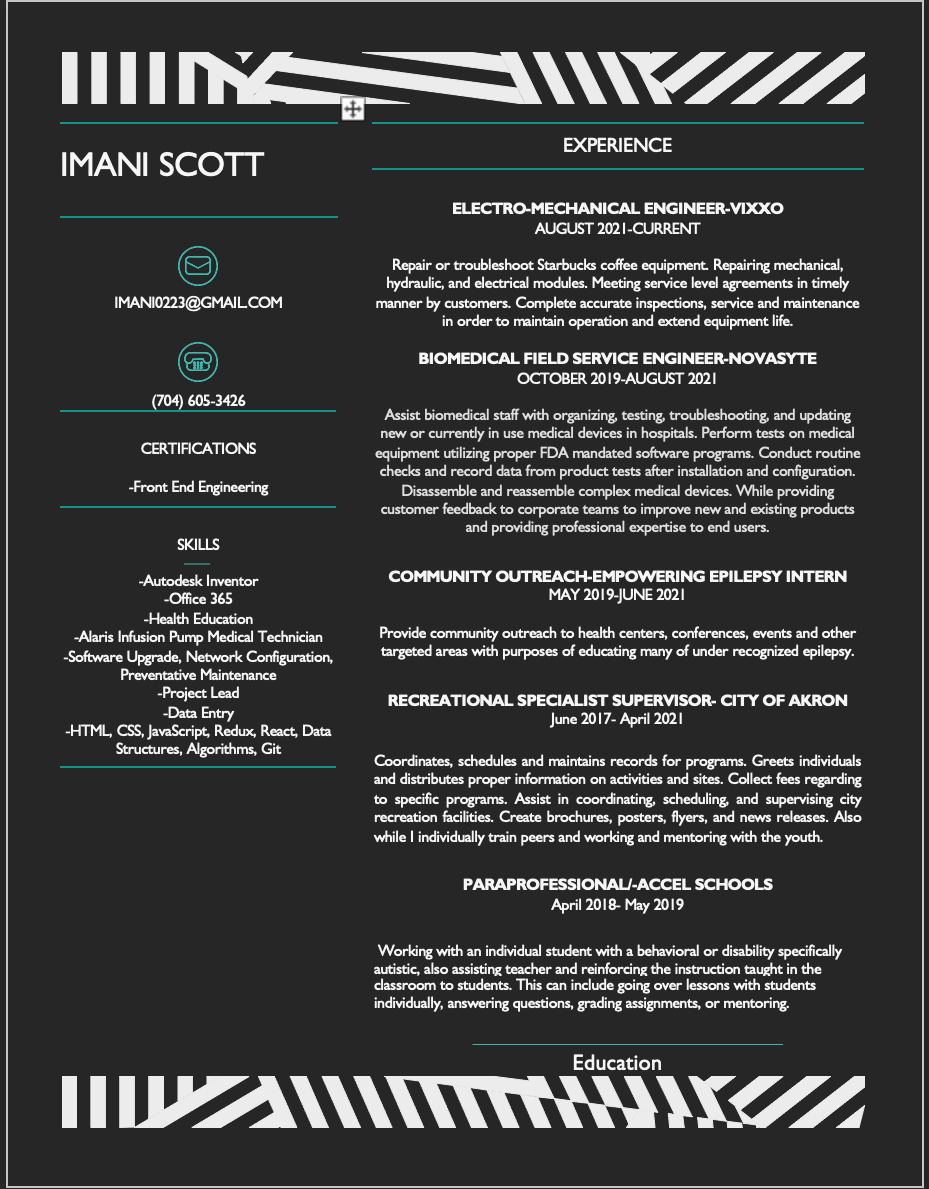 IMANI SCOTT
IMANI0223@GMAIL.COM
(704) 605-3426
CERTIFICATIONS
-Front End Engineering
SKILLS
-Autodesk Inventor
-Office 365
-Health Education
-Alaris Infusion Pump Medical Technician
-Software Upgrade, Network Configuration,
Preventative Maintenance
-Project Lead
-Data Entry
-HTML, CSS, JavaScript, Redux, React, Data
Structures, Algorithms, Git
EXPERIENCE
ELECTRO-MECHANICAL ENGINEER-VIXXO
AUGUST 2021-CURRENT
Repair or troubleshoot Starbucks coffee equipment. Repairing mechanical,
hydraulic, and electrical modules. Meeting service level agreements in timely
manner by customers. Complete accurate inspections, service and maintenance
in order to maintain operation and extend equipment life.
BIOMEDICAL FIELD SERVICE ENGINEER-NOVASYTE
OCTOBER 2019-AUGUST 2021
Assist biomedical staff with organizing, testing, troubleshooting, and updating
new or currently in use medical devices in hospitals. Perform tests on medical
equipment utilizing proper FDA mandated software programs. Conduct routine
checks and record data from product tests after installation and configuration.
Disassemble and reassemble complex medical devices. While providing
customer feedback to corporate teams to improve new and existing products
and providing professional expertise to end users.
COMMUNITY OUTREACH-EMPOWERING EPILEPSY INTERN
MAY 2019-JUNE 2021
Provide community outreach to health centers, conferences, events and other
targeted areas with purposes of educating many of under recognized epilepsy.
RECREATIONAL SPECIALIST SUPERVISOR- CITY OF AKRON
June 2017- April 2021
Coordinates, schedules and maintains records for programs. Greets individuals
and distributes proper information on activities and sites. Collect fees regarding
to specific programs. Assist in coordinating, scheduling, and supervising city
recreation facilities. Create brochures, posters, flyers, and news releases. Also
while I individually train peers and working and mentoring with the youth.
PARAPROFESSIONAL/-ACCEL SCHOOLS
April 2018- May 2019
Working with an individual student with a behavioral or disability specifically
autistic, also assisting teacher and reinforcing the instruction taught in the
classroom to students. This can include going over lessons with students
individually, answering questions, grading assignments, or mentoring.
Education